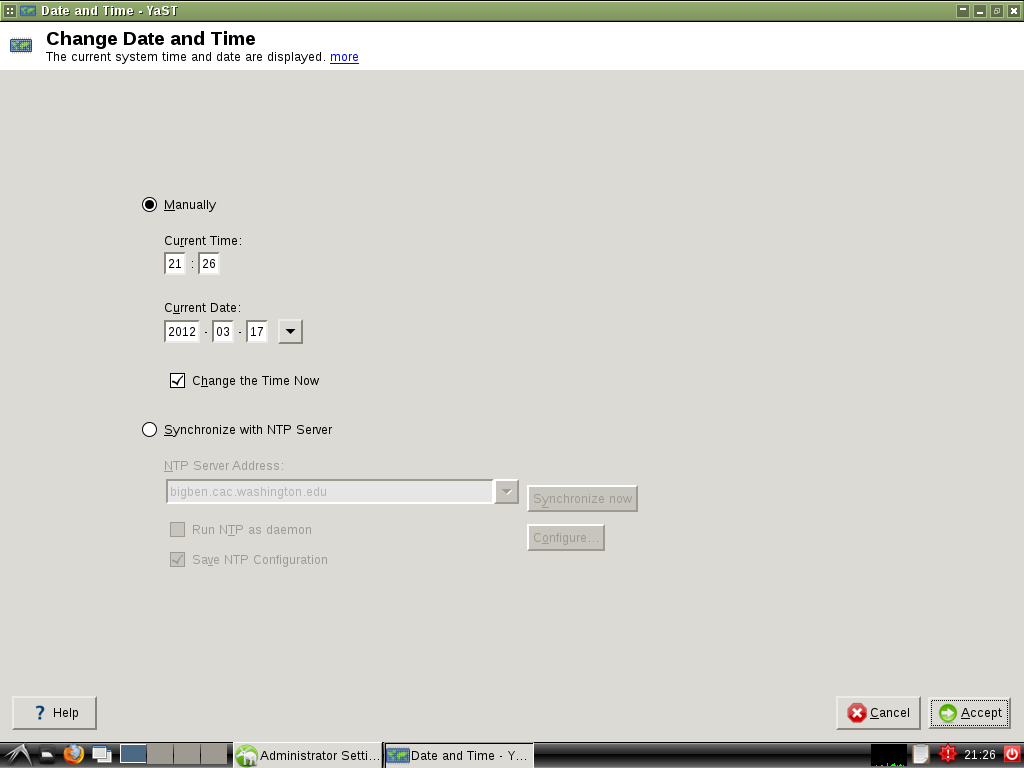 Date and Time - YaST
Change Date and Time
The current system time and date are displayed. more
Manually
Current Time:
21 : 26
Current Date:
2012 - 03 - 17
Change the Time Now
Synchronize with NTP Server
NTP Server Address:
bigben.cac.washington.edu
Synchronize now
Run NTP as daemon
Configure...
Save NTP Configuration
? Help
Cancel
Accept
Administrator Setti...
Date and Time - Y...
21:26